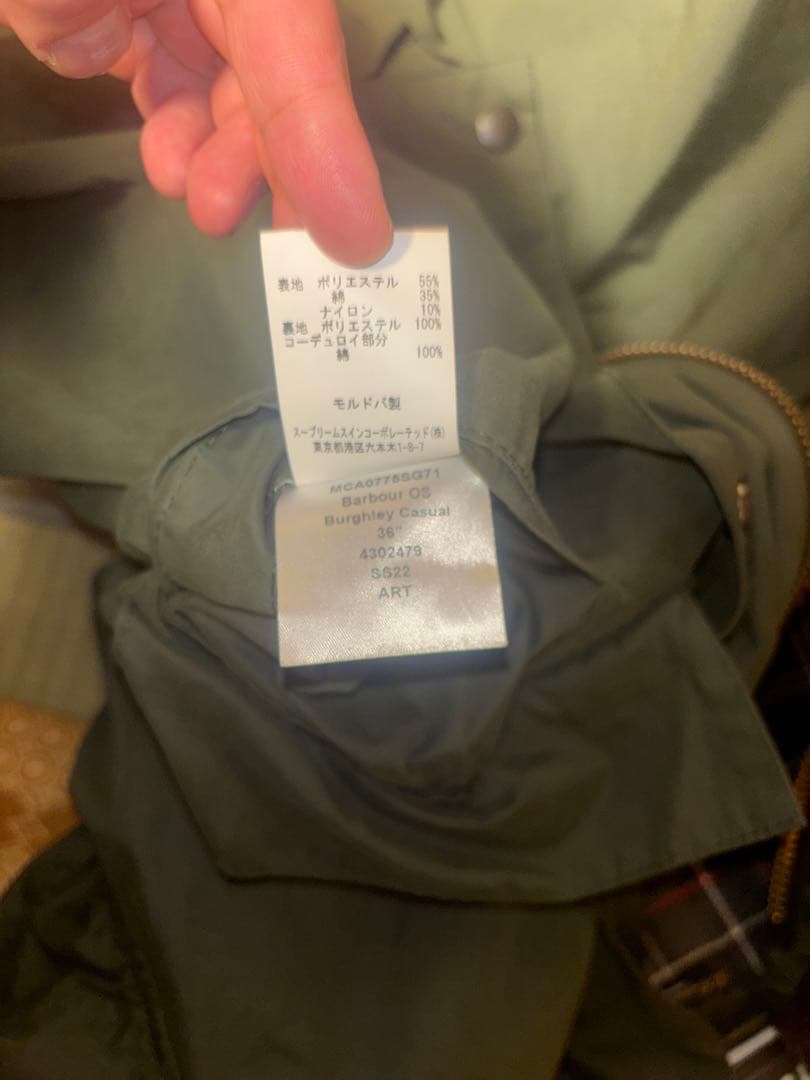 表地 ポリエステル 55%
綿 35%
ナイロン 10%
裏地 ポリエステル 100%
コーデュロイ部分
綿 100%
モルドバ製
スープリームスインコーポレーテッド(株)
東京都港区六本木1-8-7
MCA0775SG71
Barbour OS
Burghley Casual
36"
4302479
SS22
ART